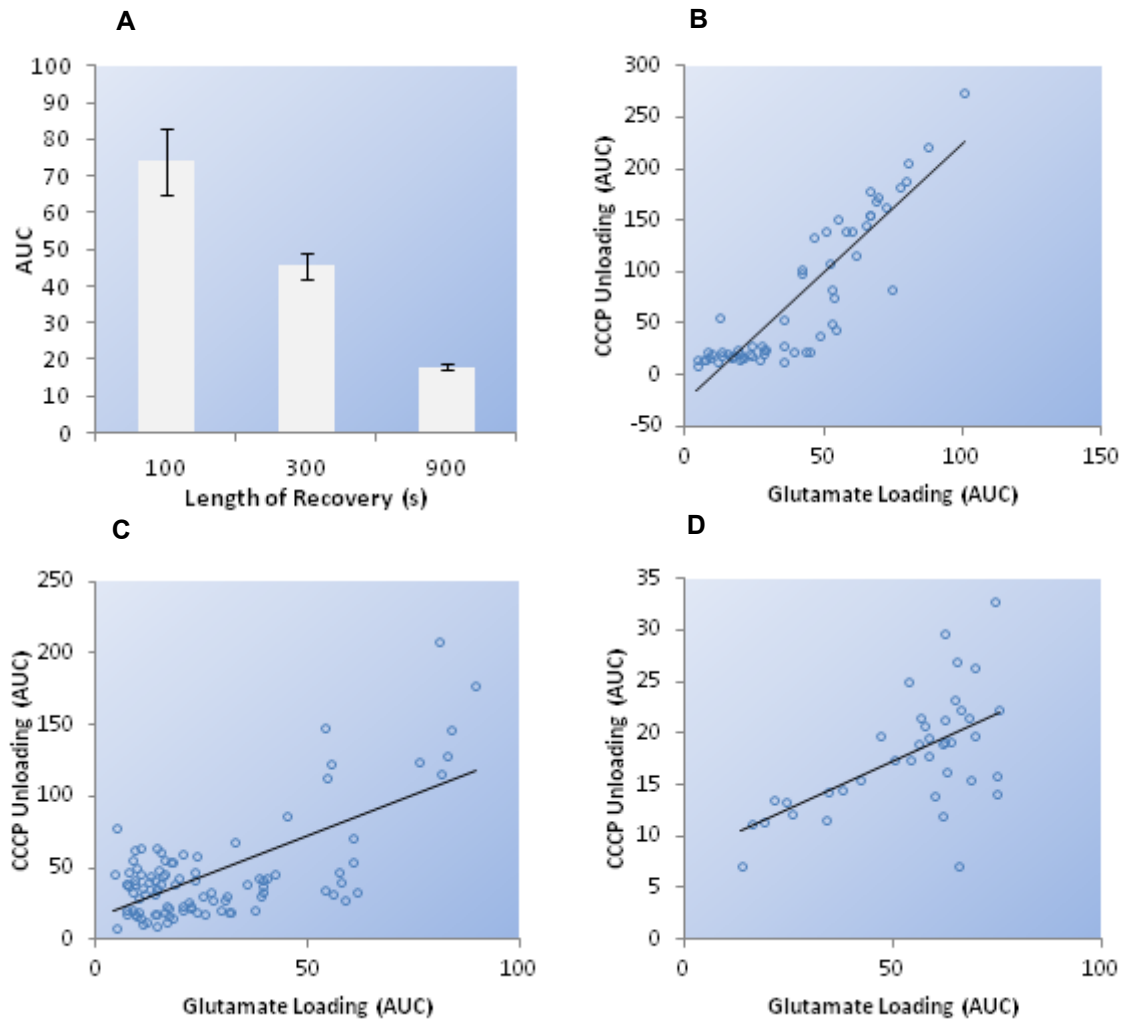 A
100
90
80
70
60
50
40
30
20
10
0
AUC
100 300 900
Length of Recovery (s)
B
300
250
200
150
100
50
0
-50
CCCP Unloading (AUC)
0 50 100 150
Glutamate Loading (AUC)
C
250
200
150
100
50
0
CCCP Unloading (AUC)
0 50 100
Glutamate Loading (AUC)
D
35
30
25
20
15
10
5
0
CCCP Unloading (AUC)
0 50 100
Glutamate Loading (AUC)